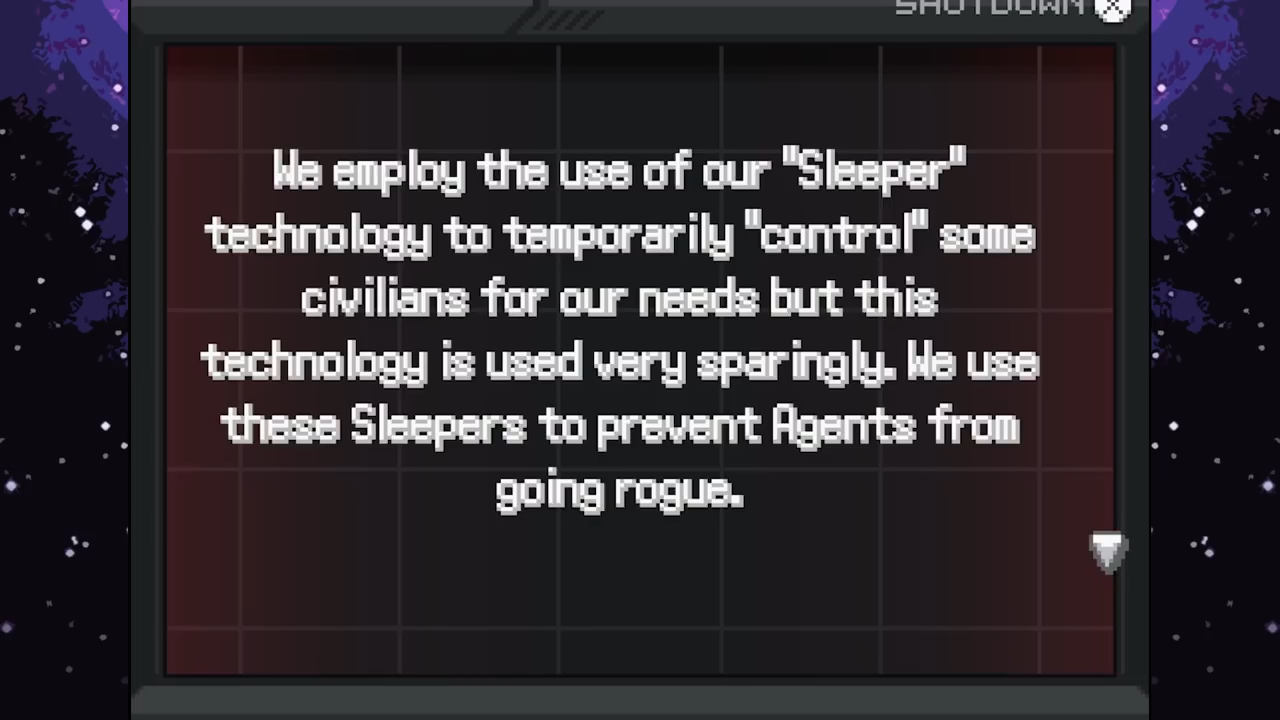 SHUTDOWN
We employ the use of our "Sleeper"
technology to temporarily "control" some
civilians for our needs but this
technology is used very sparingly. We use
these Sleepers to prevent Agents from
going rogue.